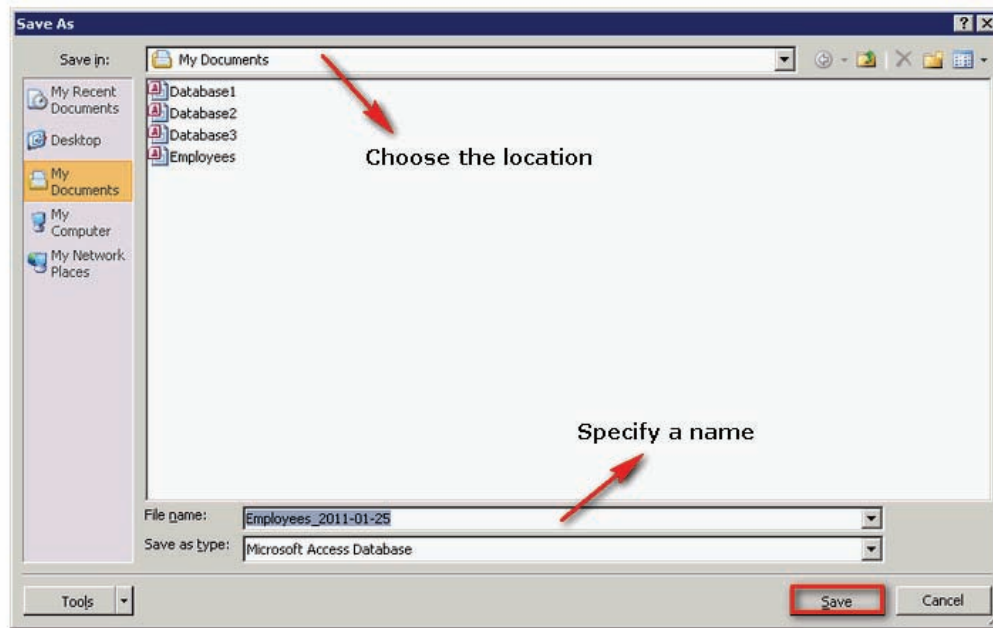 Save As
Save in:
My Documents
My Recent
Documents
Desktop
My
Documents
My
Computer
My Network
Places
Database1
Database2
Database3
Employees
Choose the location
Specify a name
File name:
Employees_2011-01-25
Save as type:
Microsoft Access Database
Tools
Save
Cancel